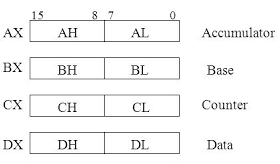 15 8 7 0
AX AH AL Accumulator
BX BH BL Base
CX CH CL Counter
DX DH DL Data